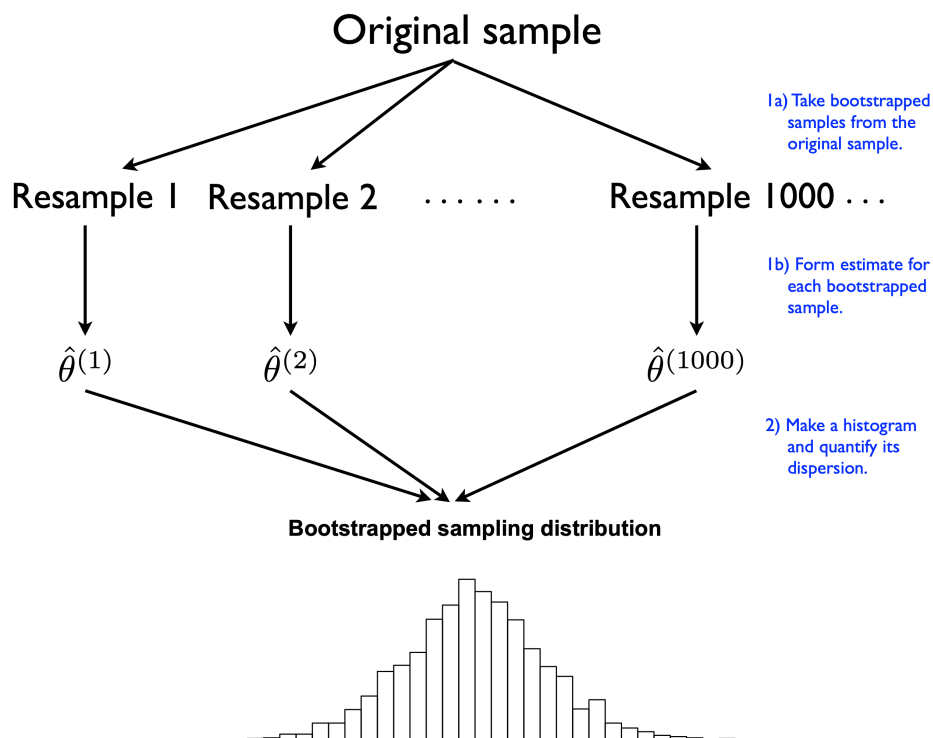 Original sample
1a) Take bootstrapped
samples from the
original sample.
Resample 1 Resample 2 ...... Resample 1000 ...
1b) Form estimate for
each bootstrapped
sample.
θ̂⁽¹⁾ θ̂⁽²⁾ θ̂⁽¹⁰⁰⁰⁾
2) Make a histogram
and quantify its
dispersion.
Bootstrapped sampling distribution